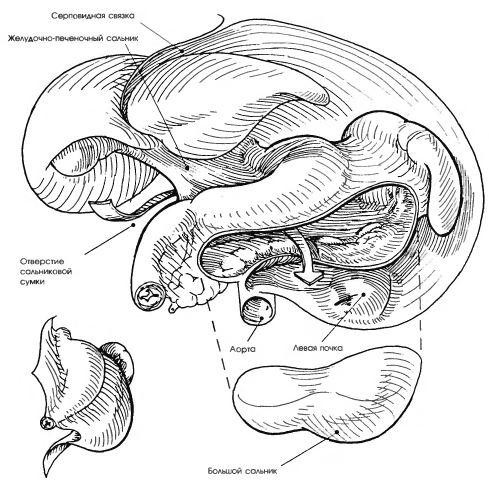 Серповидная связка
Желудочно-печеночный сальник
Отверстие
сальниковой
сумки
Аорта
Левая почка
Большой сальник